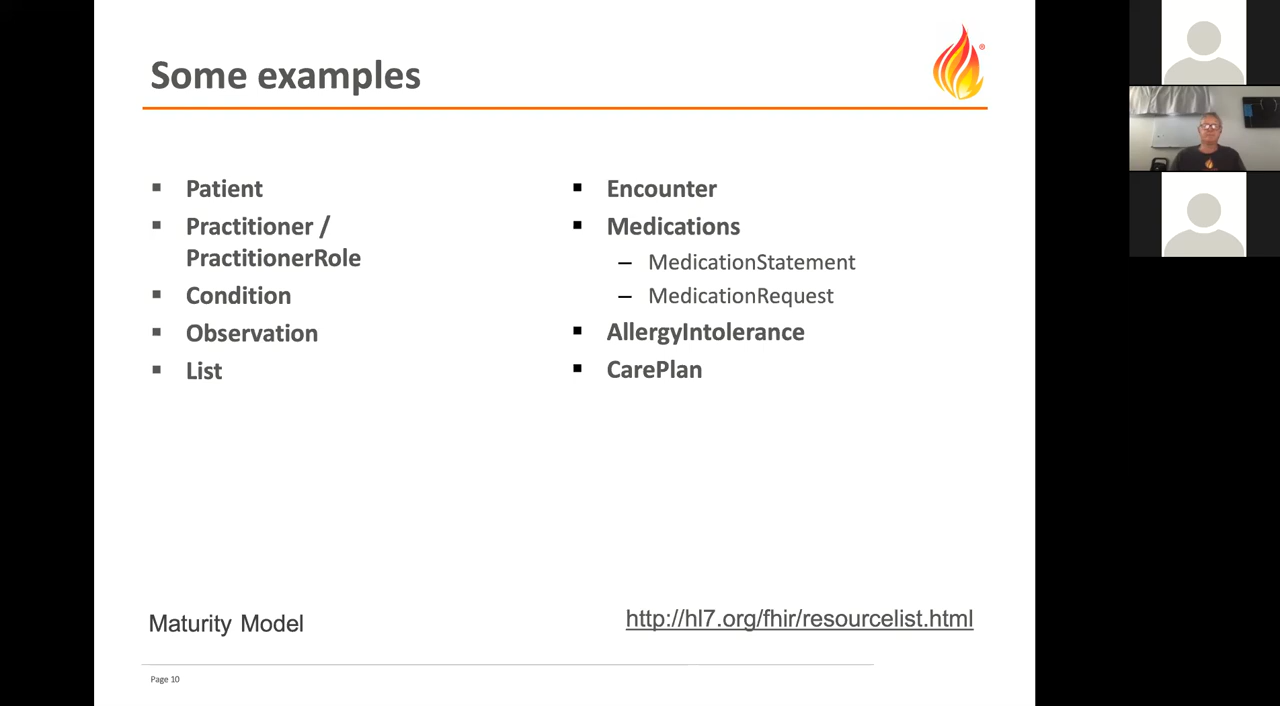 Some examples
Patient
Practitioner /
PractitionerRole
Condition
Observation
List
Encounter
Medications
– MedicationStatement
– MedicationRequest
AllergyIntolerance
CarePlan
Maturity Model
http://hl7.org/fhir/resourcelist.html
Page 10